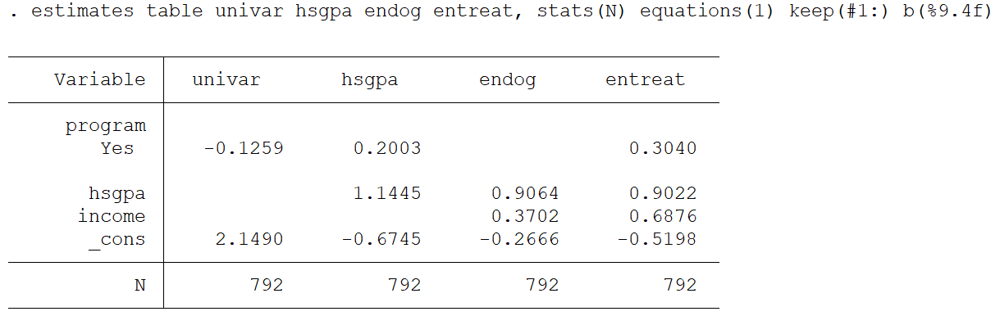 . estimates table univar hsgpa endog entreat, stats(N) equations(1) keep(#1:) b(%9.4f)
Variable univar hsgpa endog entreat
program
Yes -0.1259 0.2003 0.3040
hsgpa 1.1445 0.9064 0.9022
income 0.3702 0.6876
_cons 2.1490 -0.6745 -0.2666 -0.5198
N 792 792 792 792